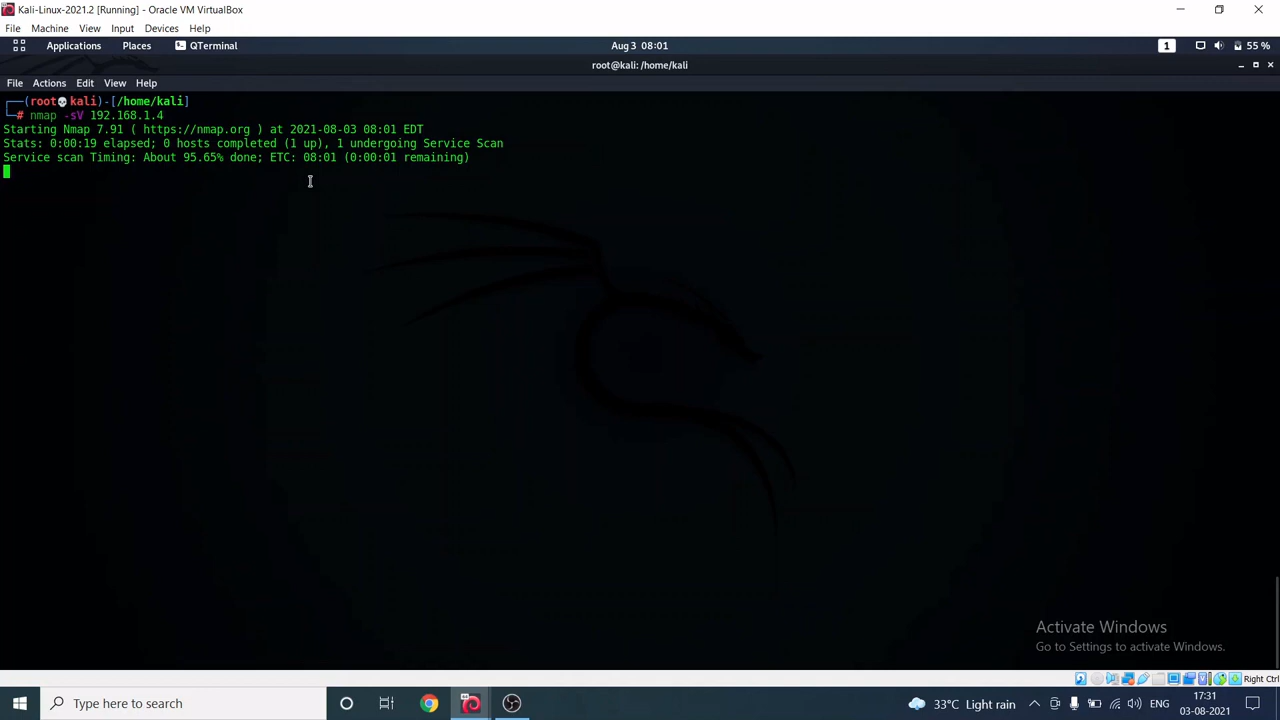 Kali-Linux-2021.2 [Running] - Oracle VM VirtualBox
File Machine View Input Devices Help
Applications Places QTerminal Aug 3 08:01 1 55 %
root@kali: /home/kali
File Actions Edit View Help
(root💀kali)-[/home/kali]
# nmap -sV 192.168.1.4
Starting Nmap 7.91 ( https://nmap.org ) at 2021-08-03 08:01 EDT
Stats: 0:00:19 elapsed; 0 hosts completed (1 up), 1 undergoing Service Scan
Service scan Timing: About 95.65% done; ETC: 08:01 (0:00:01 remaining)
Activate Windows
Go to Settings to activate Windows.
Right Ctrl
Type here to search 33°C Light rain ENG 17:31
03-08-2021